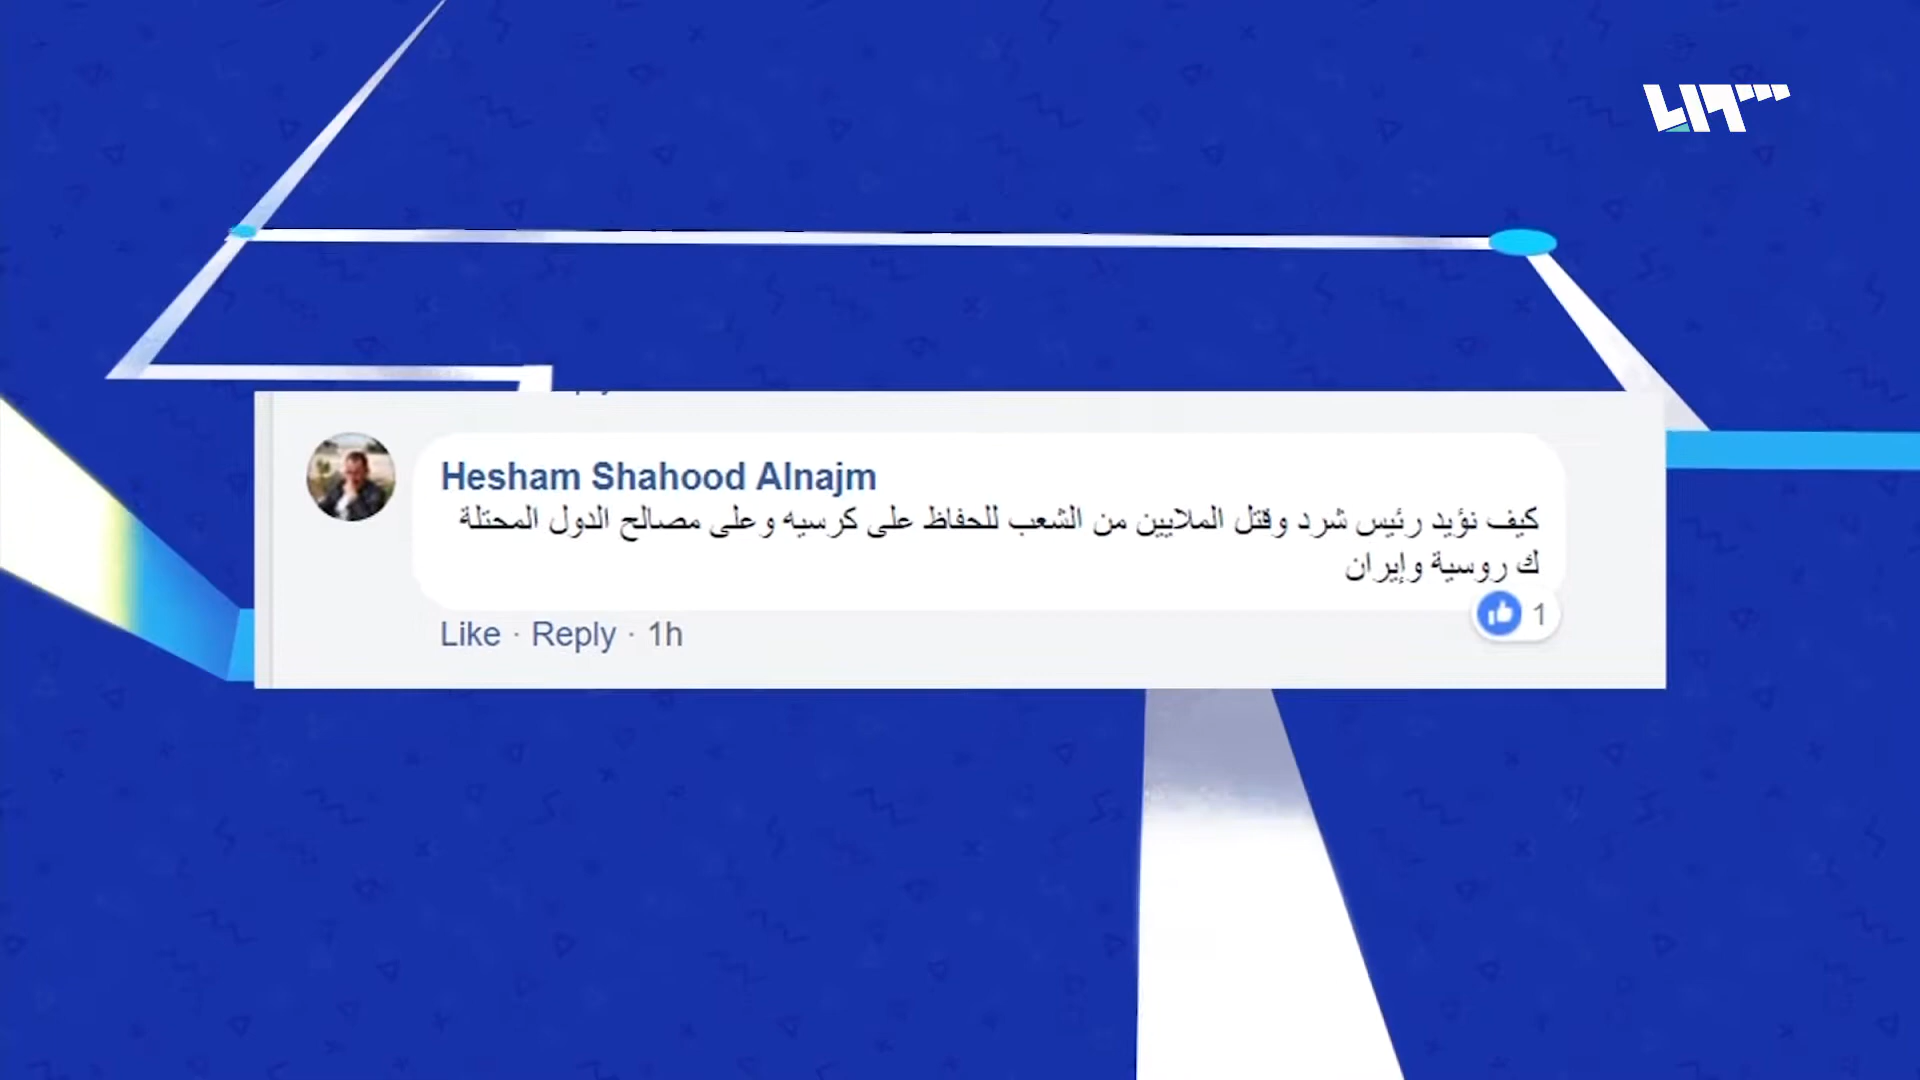 Hesham Shahood Alnajm
كيف نؤيد رئيس شرد وقتل الملايين من الشعب للحفاظ على كرسيه وعلى مصالح الدول المحتلة
ك روسية وإيران
1
Like · Reply · 1h